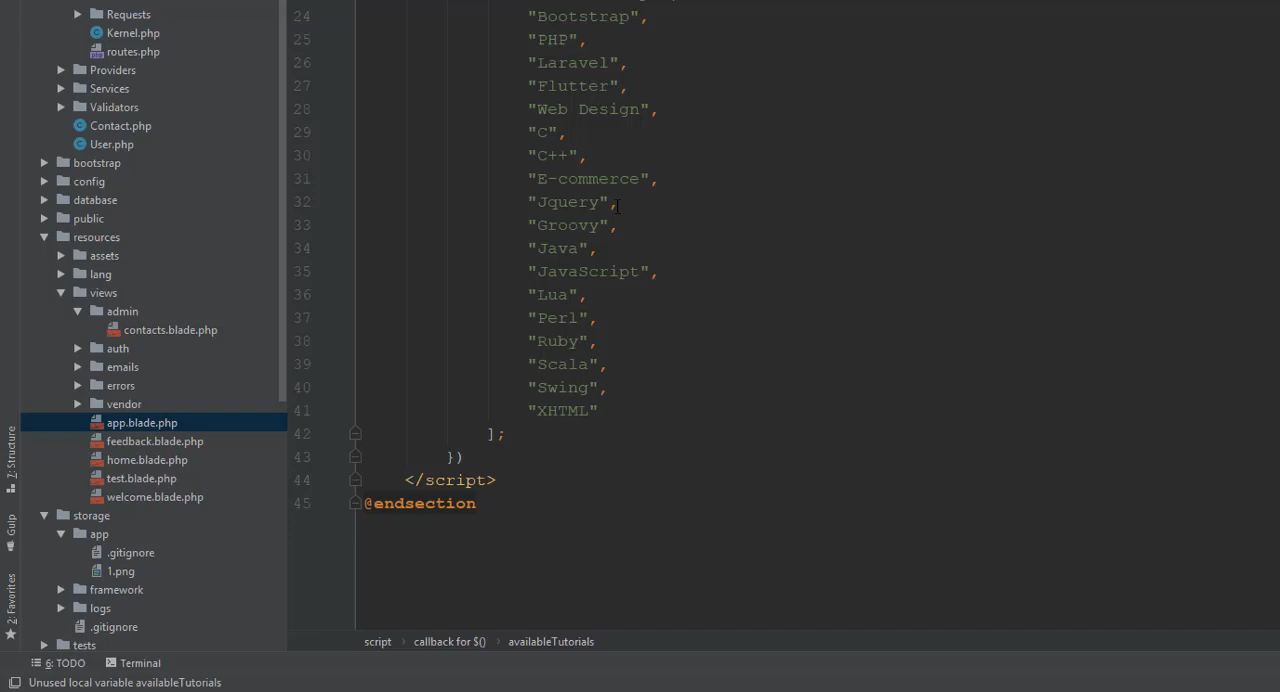 Requests
Kernel.php
routes.php
Providers
Services
Validators
Contact.php
User.php
bootstrap
config
database
public
resources
assets
lang
views
admin
contacts.blade.php
auth
emails
errors
vendor
app.blade.php
feedback.blade.php
home.blade.php
test.blade.php
welcome.blade.php
storage
app
.gitignore
1.png
framework
logs
.gitignore
tests
7: Structure
Gulp
2: Favorites
24 "Bootstrap",
25 "PHP",
26 "Laravel",
27 "Flutter",
28 "Web Design",
29 "C",
30 "C++",
31 "E-commerce",
32 "Jquery",
33 "Groovy",
34 "Java",
35 "JavaScript",
36 "Lua",
37 "Perl",
38 "Ruby",
39 "Scala",
40 "Swing",
41 "XHTML"
42 ];
43 })
44 </script>
45 @endsection
script › callback for $() › availableTutorials
6: TODO Terminal
Unused local variable availableTutorials